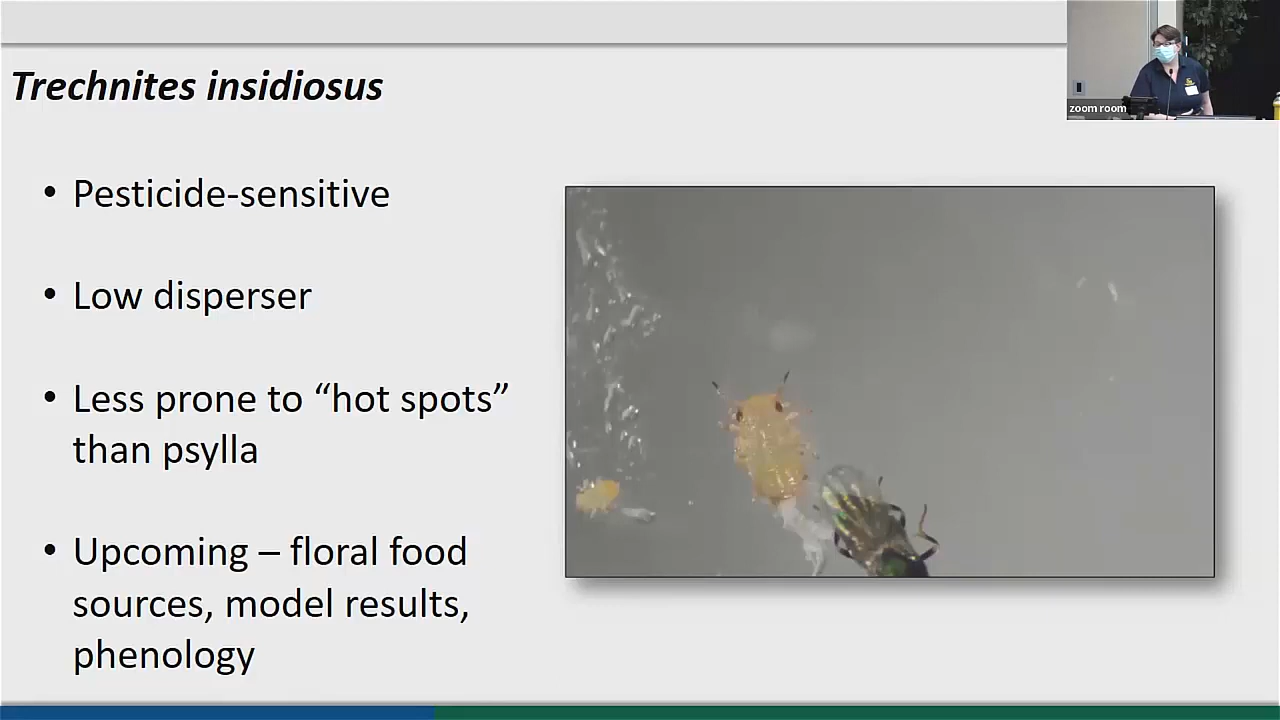 Trechnites insidiosus
zoom room
• Pesticide-sensitive
• Low disperser
• Less prone to “hot spots”
than psylla
• Upcoming – floral food
sources, model results,
phenology